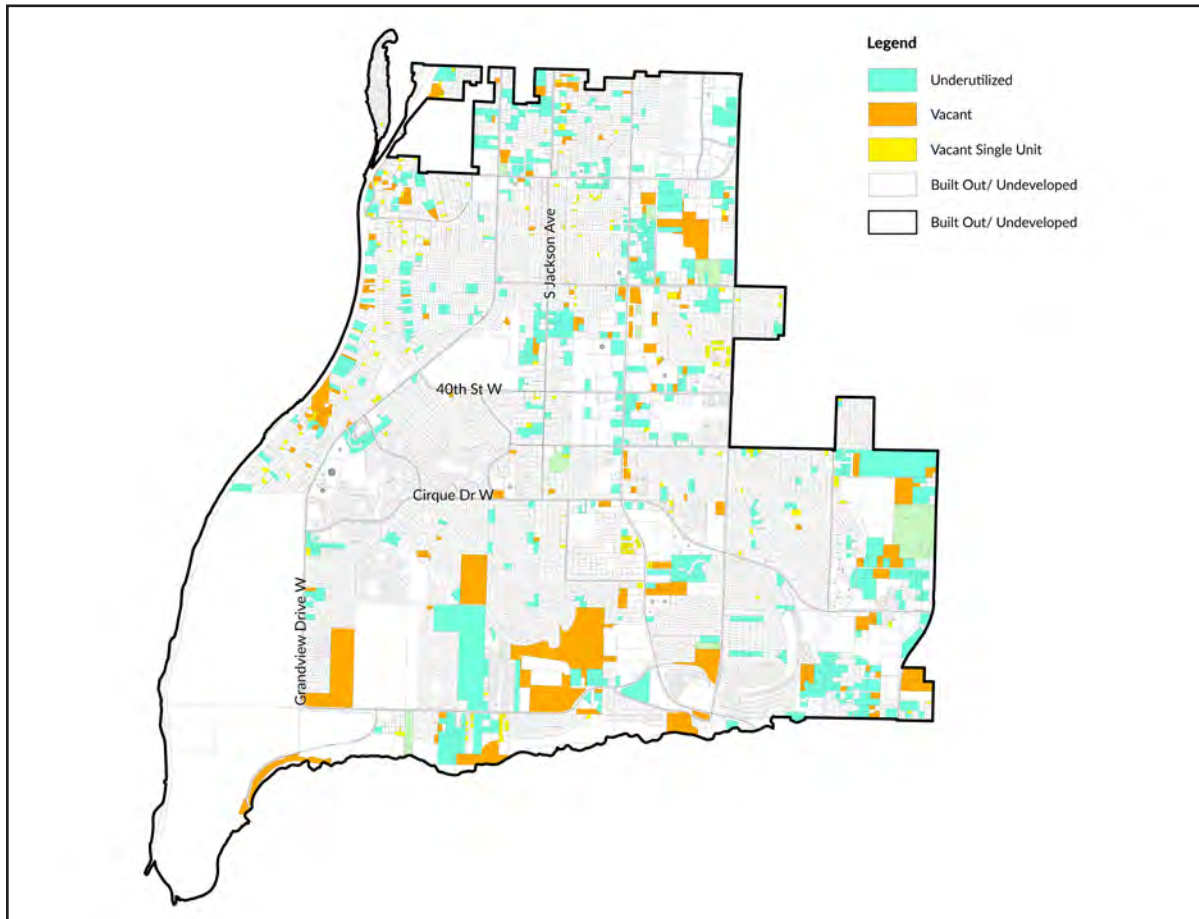 Legend
Underutilized
Vacant
Vacant Single Unit
Built Out/ Undeveloped
Built Out/ Undeveloped
S Jackson Ave
40th St W
Cirque Dr W
Grandview Drive W